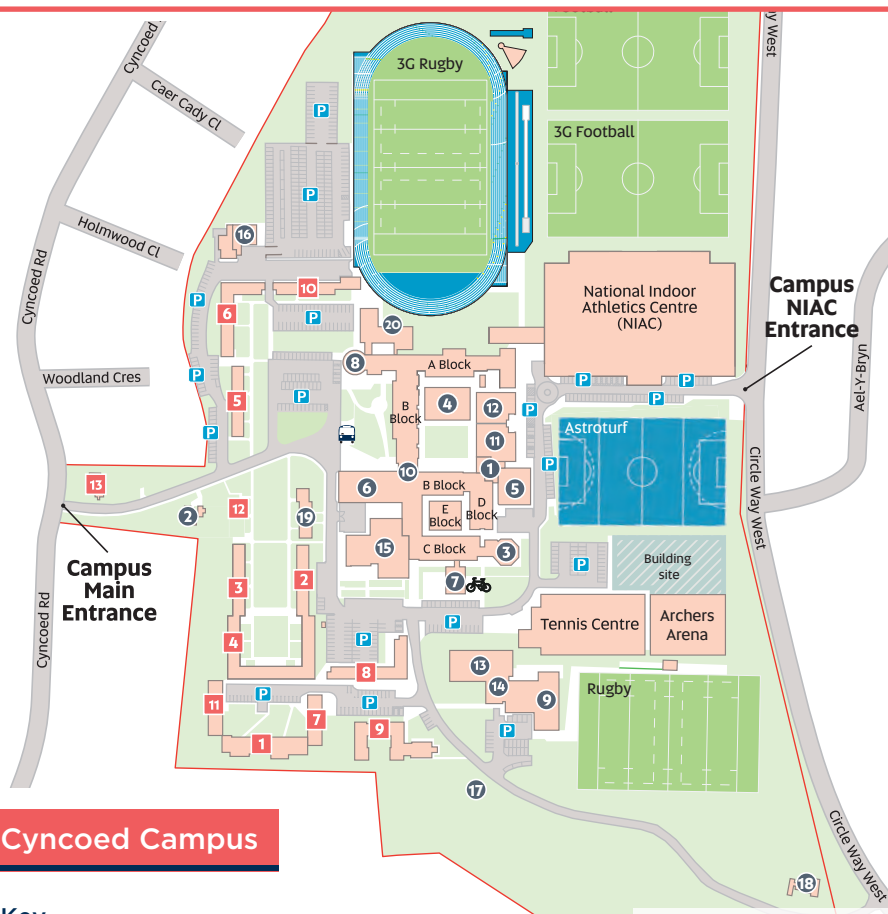 Football
y West
Cyncoed
3G Rugby
Caer Cady Cl
P
3G Football
P
Holmwood Cl
16
Cyncoed Rd
National Indoor
Athletics Centre
(NIAC)
Campus
NIAC
Entrance
10
P
6
P
20
8
A Block
Ael-Y-Bryn
Woodland Cres
P
5
P
B
Block
4
12
P
P
P
P
Astroturf
P
11
10
1
P
13
6
B Block
5
2
12
19
E
Block
D
Block
Circle Way West
Campus
Main
Entrance
15
C Block
3
3
2
7
P
Building
site
Cyncoed Rd
4
P
P
Tennis Centre
Archers
Arena
8
13
14
9
Rugby
11
P
7
P
1
9
P
17
Cyncoed Campus
Circle Way West
18
Key